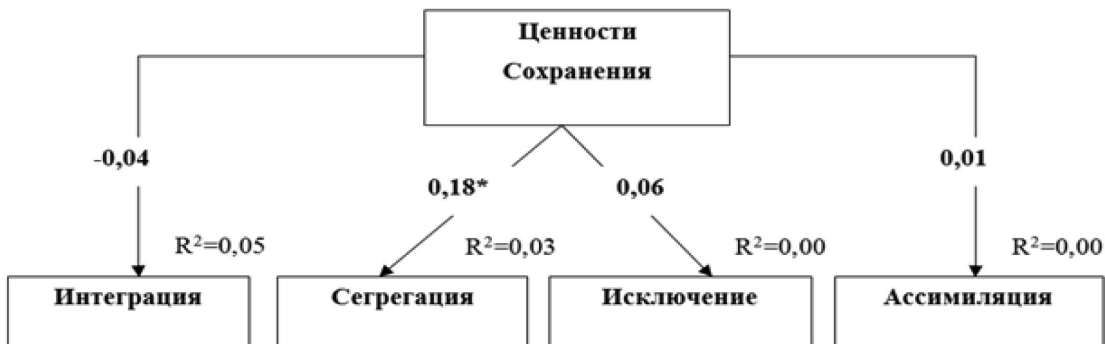 Ценности
Сохранения
-0,04
0,01
0,18*
0,06
R²=0,05
R²=0,03
R²=0,00
R²=0,00
Интеграция
Сегрегация
Исключение
Ассимиляция